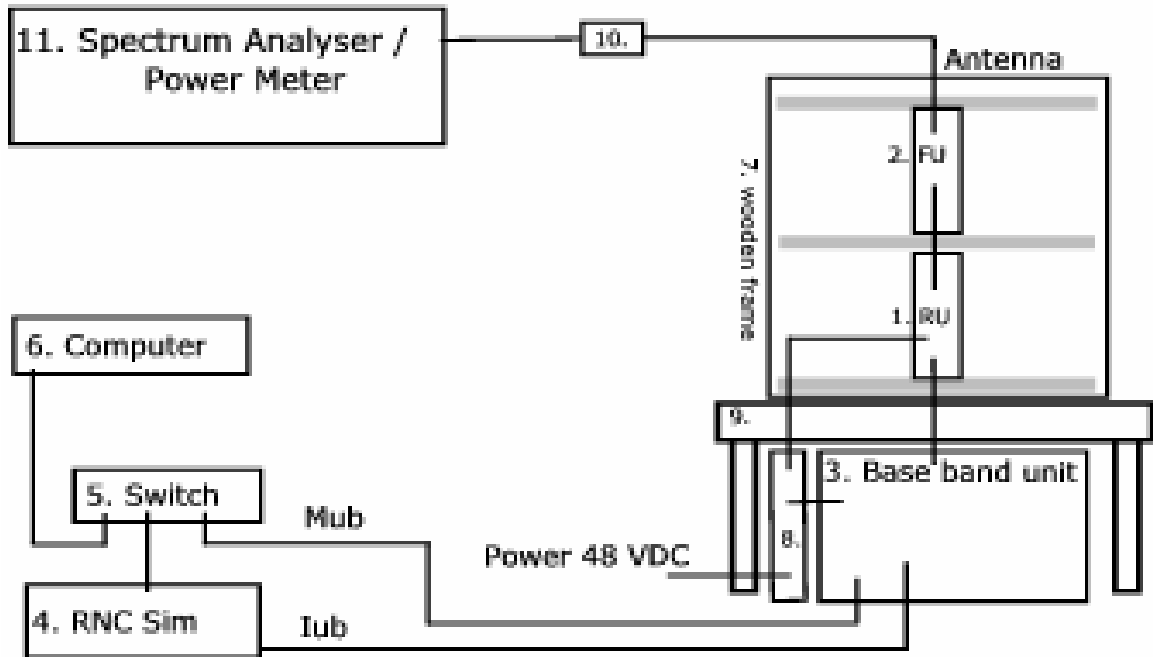 11. Spectrum Analyser /
Power Meter
10.
Antenna
2. FU
7. wooden frame
1. RU
6. Computer
9.
3. Base band unit
5. Switch
Mub
8.
Power 48 VDC
4. RNC Sim
Iub